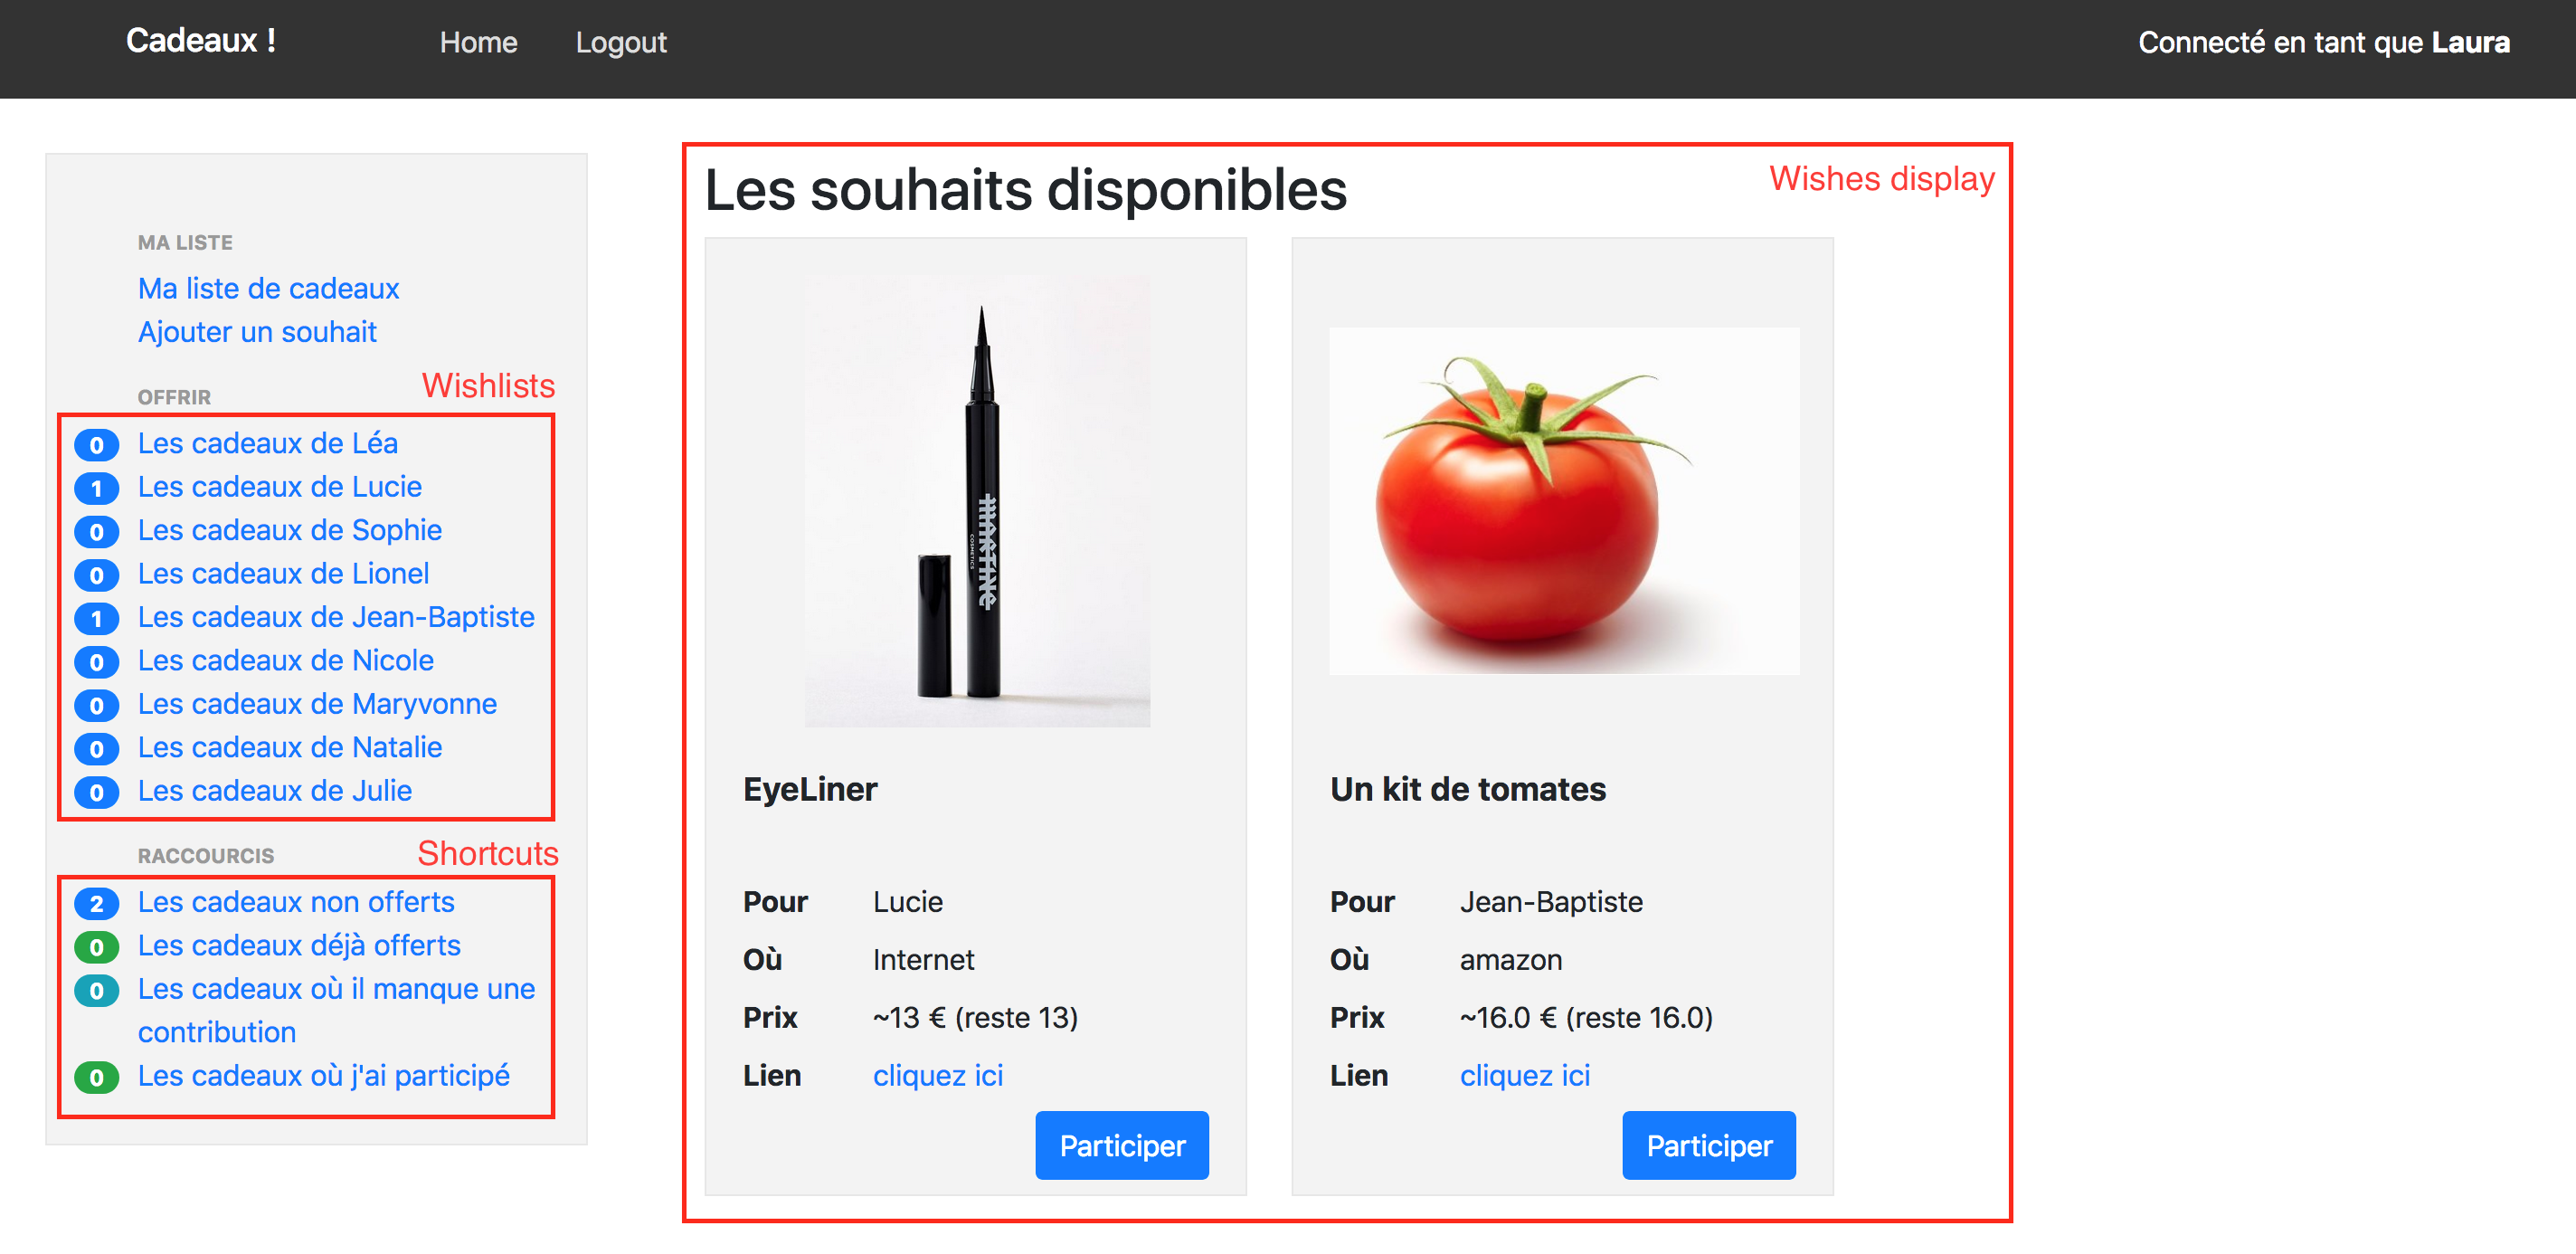 Cadeaux !
Home
Logout
Connecté en tant que Laura
MA LISTE
Ma liste de cadeaux
Ajouter un souhait
OFFRIR
Wishlists
0 Les cadeaux de Léa
1 Les cadeaux de Lucie
0 Les cadeaux de Sophie
0 Les cadeaux de Lionel
1 Les cadeaux de Jean-Baptiste
0 Les cadeaux de Nicole
0 Les cadeaux de Maryvonne
0 Les cadeaux de Natalie
0 Les cadeaux de Julie
RACCOURCIS
Shortcuts
2 Les cadeaux non offerts
0 Les cadeaux déjà offerts
0 Les cadeaux où il manque une
contribution
0 Les cadeaux où j'ai participé
Les souhaits disponibles
Wishes display
MARTINE
COSMETICS
EyeLiner
Pour Lucie
Où Internet
Prix ~13 € (reste 13)
Lien cliquez ici
Participer
Un kit de tomates
Pour Jean-Baptiste
Où amazon
Prix ~16.0 € (reste 16.0)
Lien cliquez ici
Participer